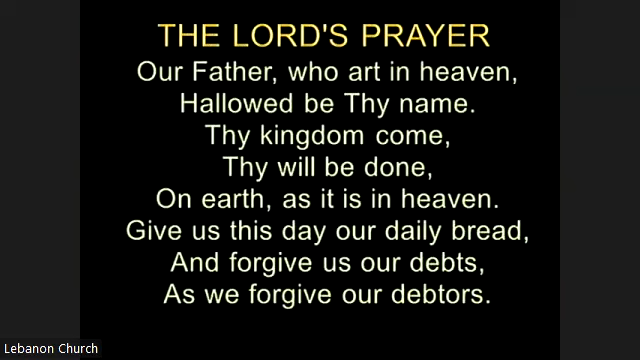 THE LORD'S PRAYER
Our Father, who art in heaven,
Hallowed be Thy name.
Thy kingdom come,
Thy will be done,
On earth, as it is in heaven.
Give us this day our daily bread,
And forgive us our debts,
As we forgive our debtors.
Lebanon Church